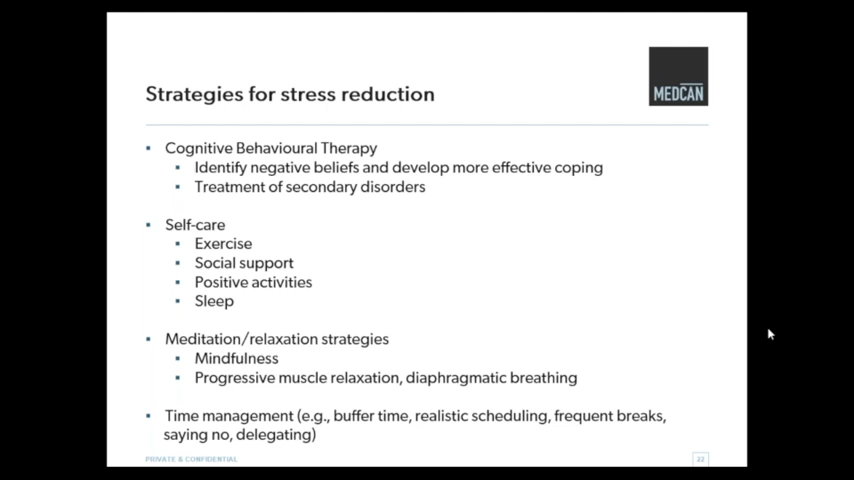 MEDCAN
Strategies for stress reduction
▪ Cognitive Behavioural Therapy
▪ Identify negative beliefs and develop more effective coping
▪ Treatment of secondary disorders
▪ Self-care
▪ Exercise
▪ Social support
▪ Positive activities
▪ Sleep
▪ Meditation/relaxation strategies
▪ Mindfulness
▪ Progressive muscle relaxation, diaphragmatic breathing
▪ Time management (e.g., buffer time, realistic scheduling, frequent breaks,
saying no, delegating)
PRIVATE & CONFIDENTIAL
22